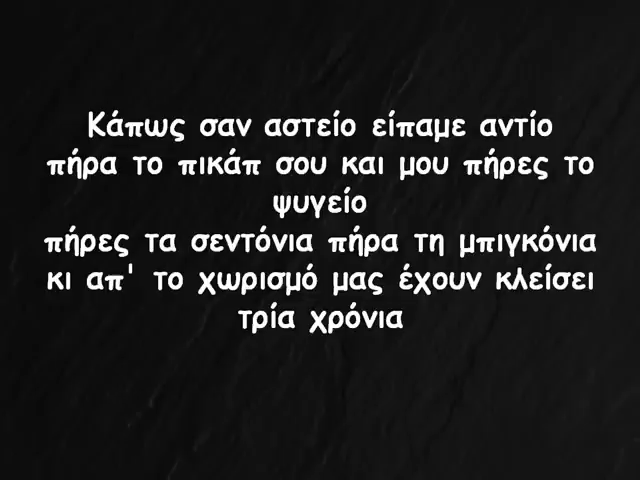 Κάπως σαν αστείο είπαμε αντίο
πήρα το πικάπ σου και μου πήρες το
ψυγείο
πήρες τα σεντόνια πήρα τη μπιγκόνια
κι απ' το χωρισμό μας έχουν κλείσει
τρία χρόνια